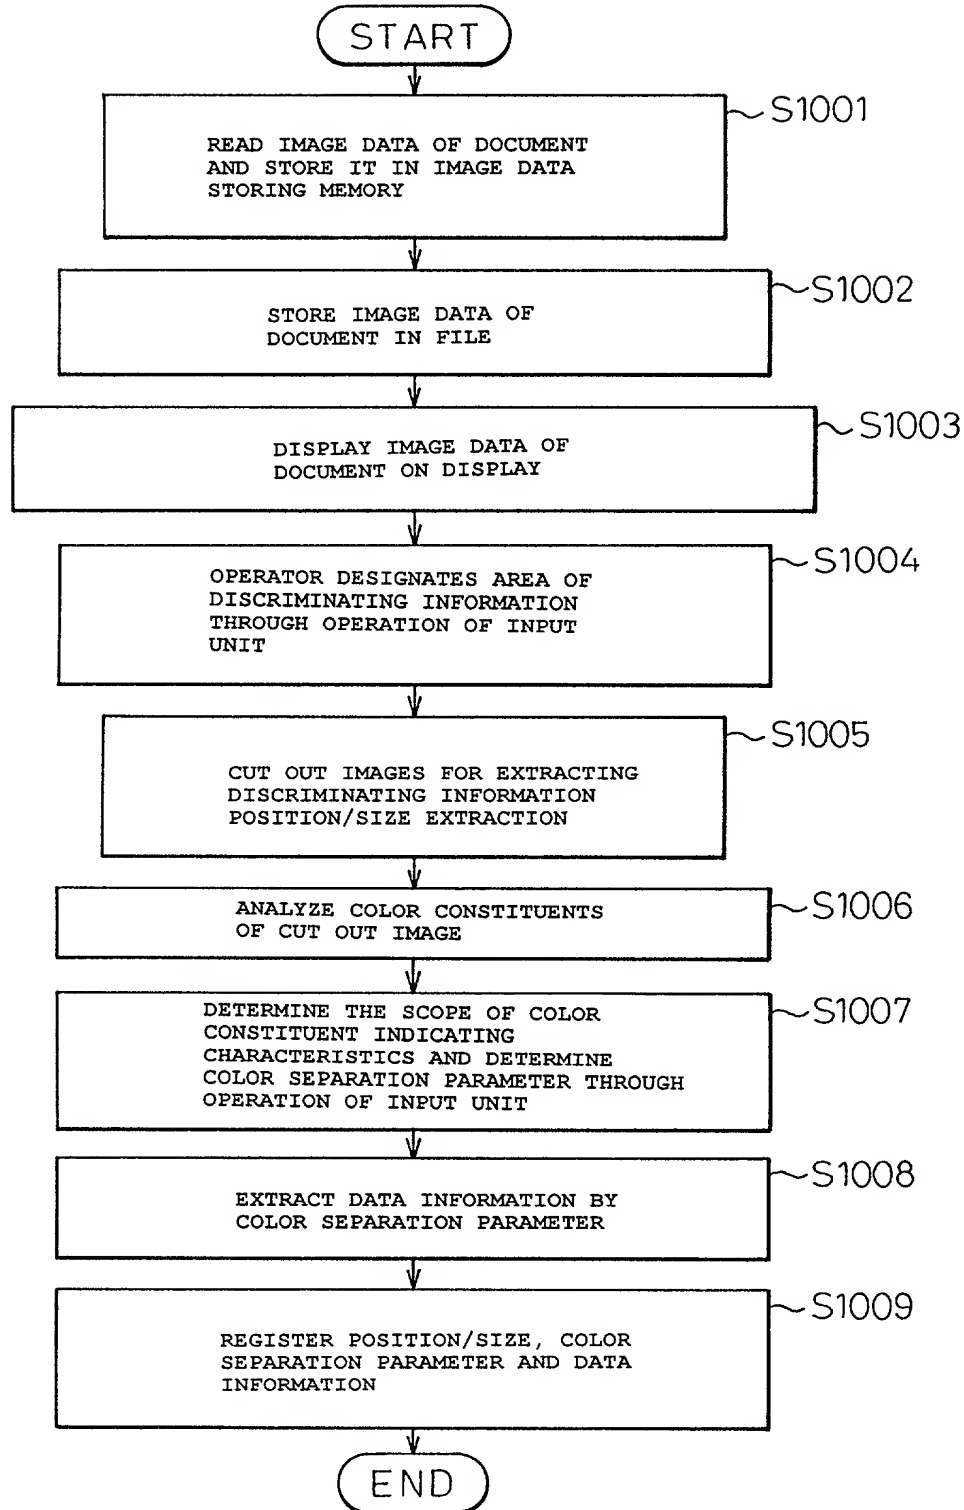 START
S1001
READ IMAGE DATA OF DOCUMENT
AND STORE IT IN IMAGE DATA
STORING MEMORY
S1002
STORE IMAGE DATA OF
DOCUMENT IN FILE
S1003
DISPLAY IMAGE DATA OF
DOCUMENT ON DISPLAY
S1004
OPERATOR DESIGNATES AREA OF
DISCRIMINATING INFORMATION
THROUGH OPERATION OF INPUT
UNIT
S1005
CUT OUT IMAGES FOR EXTRACTING
DISCRIMINATING INFORMATION
POSITION/SIZE EXTRACTION
S1006
ANALYZE COLOR CONSTITUENTS
OF CUT OUT IMAGE
S1007
DETERMINE THE SCOPE OF COLOR
CONSTITUENT INDICATING
CHARACTERISTICS AND DETERMINE
COLOR SEPARATION PARAMETER THROUGH
OPERATION OF INPUT UNIT
S1008
EXTRACT DATA INFORMATION BY
COLOR SEPARATION PARAMETER
S1009
REGISTER POSITION/SIZE, COLOR
SEPARATION PARAMETER AND DATA
INFORMATION
END